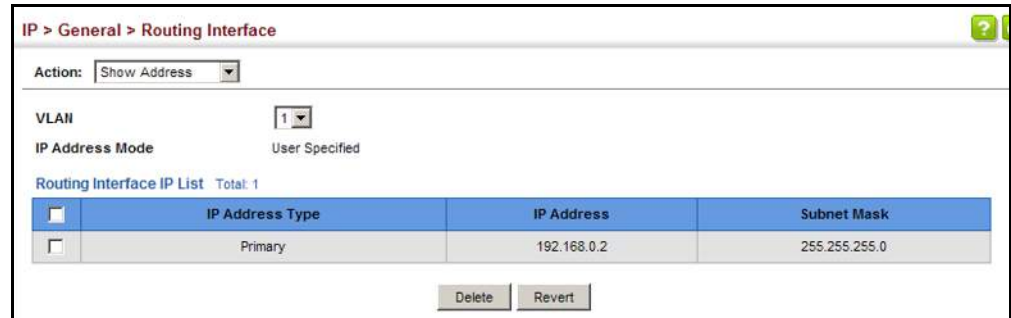 IP > General > Routing Interface
?
Action: Show Address
VLAN 1
IP Address Mode User Specified
Routing Interface IP List Total: 1
IP Address Type IP Address Subnet Mask
Primary 192.168.0.2 255.255.255.0
Delete Revert